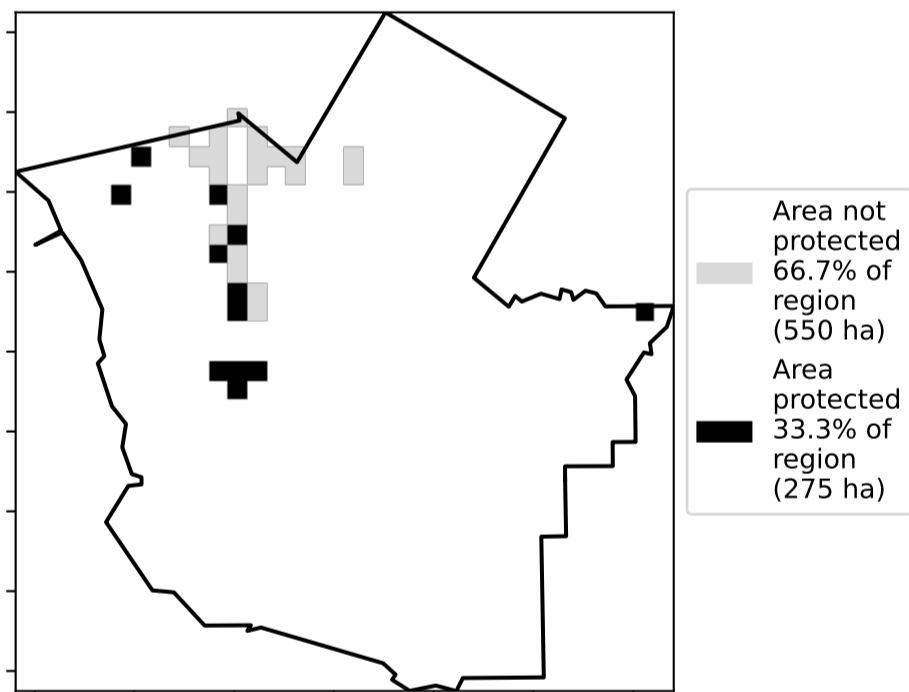 Area not
protected
66.7% of
region
(550 ha)
Area
protected
33.3% of
region
(275 ha)